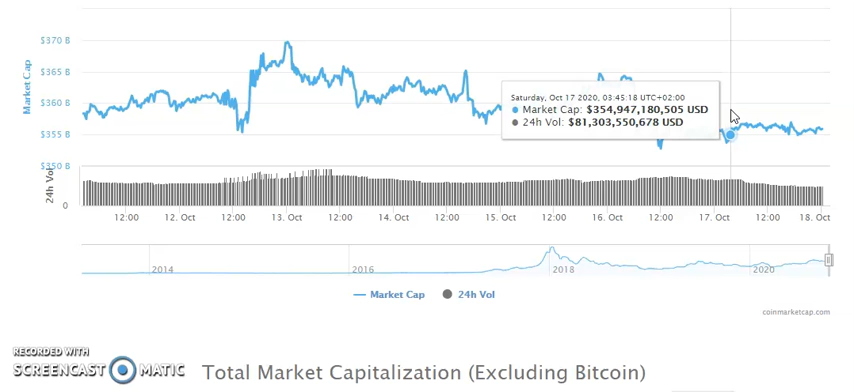 $370 B
$365 B
$360 B
$355 B
Market Cap
Saturday, Oct 17 2020, 03:45:18 UTC+02:00
Market Cap: $354,947,180,505 USD
24h Vol: $81,303,550,678 USD
$150 B
0
24h Vol
12:00 12. Oct 12:00 13. Oct 12:00 14. Oct 12:00 15. Oct 12:00 16. Oct 12:00 17. Oct 12:00 18. Oct
2014 2016 2018 2020
Market Cap 24h Vol
coinmarketcap.com
RECORDED WITH
SCREENCAST MATIC
Total Market Capitalization (Excluding Bitcoin)